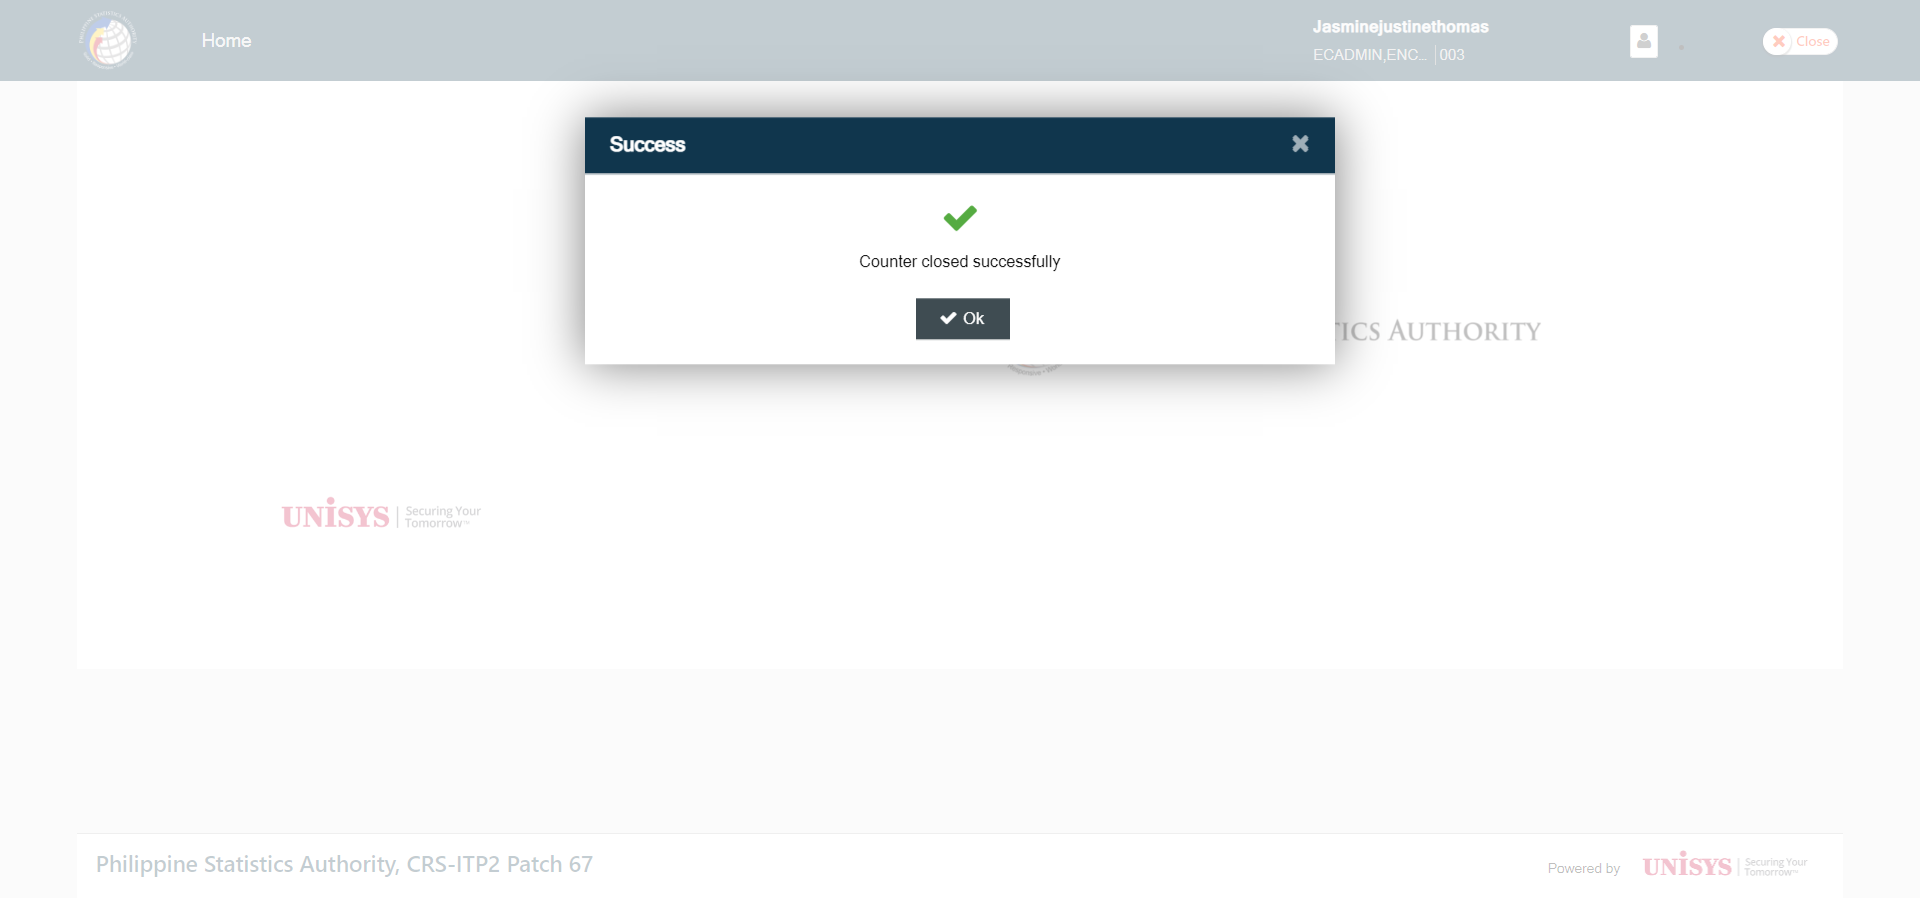 Home
Jasminejustinethomas
ECADMIN,ENC... 003
Close
Success
Counter closed successfully
Ok
TICS AUTHORITY
UNISYS Securing Your
Tomorrow™
Philippine Statistics Authority, CRS-ITP2 Patch 67
Powered by
UNISYS Securing Your
Tomorrow™